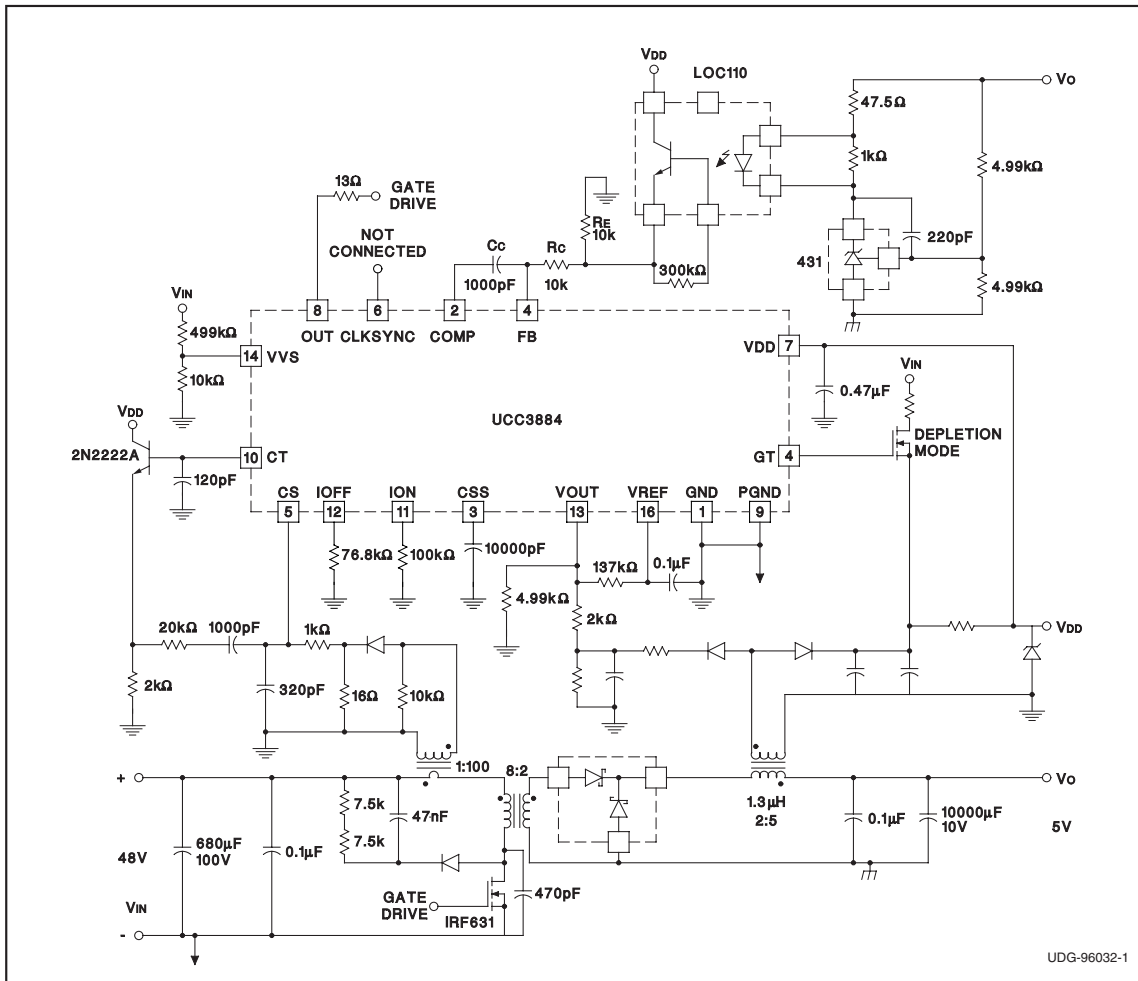 VDD
LOC110
VO
47.5Ω
1kΩ
4.99kΩ
13Ω
GATE
DRIVE
NOT
CONNECTED
RE
10k
CC
1000pF
RC
10k
300kΩ
220pF
431
4.99kΩ
VIN
499kΩ
10kΩ
8
6
2
4
OUT
CLKSYNC
COMP
FB
14
VVS
VDD
7
0.47µF
VIN
UCC3884
VDD
2N2222A
10
CT
120pF
GT
4
DEPLETION
MODE
CS
IOFF
ION
CSS
VOUT
VREF
GND
PGND
5
12
11
3
13
16
1
9
76.8kΩ
100kΩ
10000pF
137kΩ
0.1µF
4.99kΩ
2kΩ
20kΩ
1000pF
1kΩ
VDD
2kΩ
320pF
16Ω
10kΩ
1:100
8:2
+
7.5k
7.5k
47nF
1.3µH
2:5
VO
48V
680µF
100V
0.1µF
0.1µF
10000µF
10V
5V
GATE
DRIVE
IRF631
470pF
VIN
-
UDG-96032-1